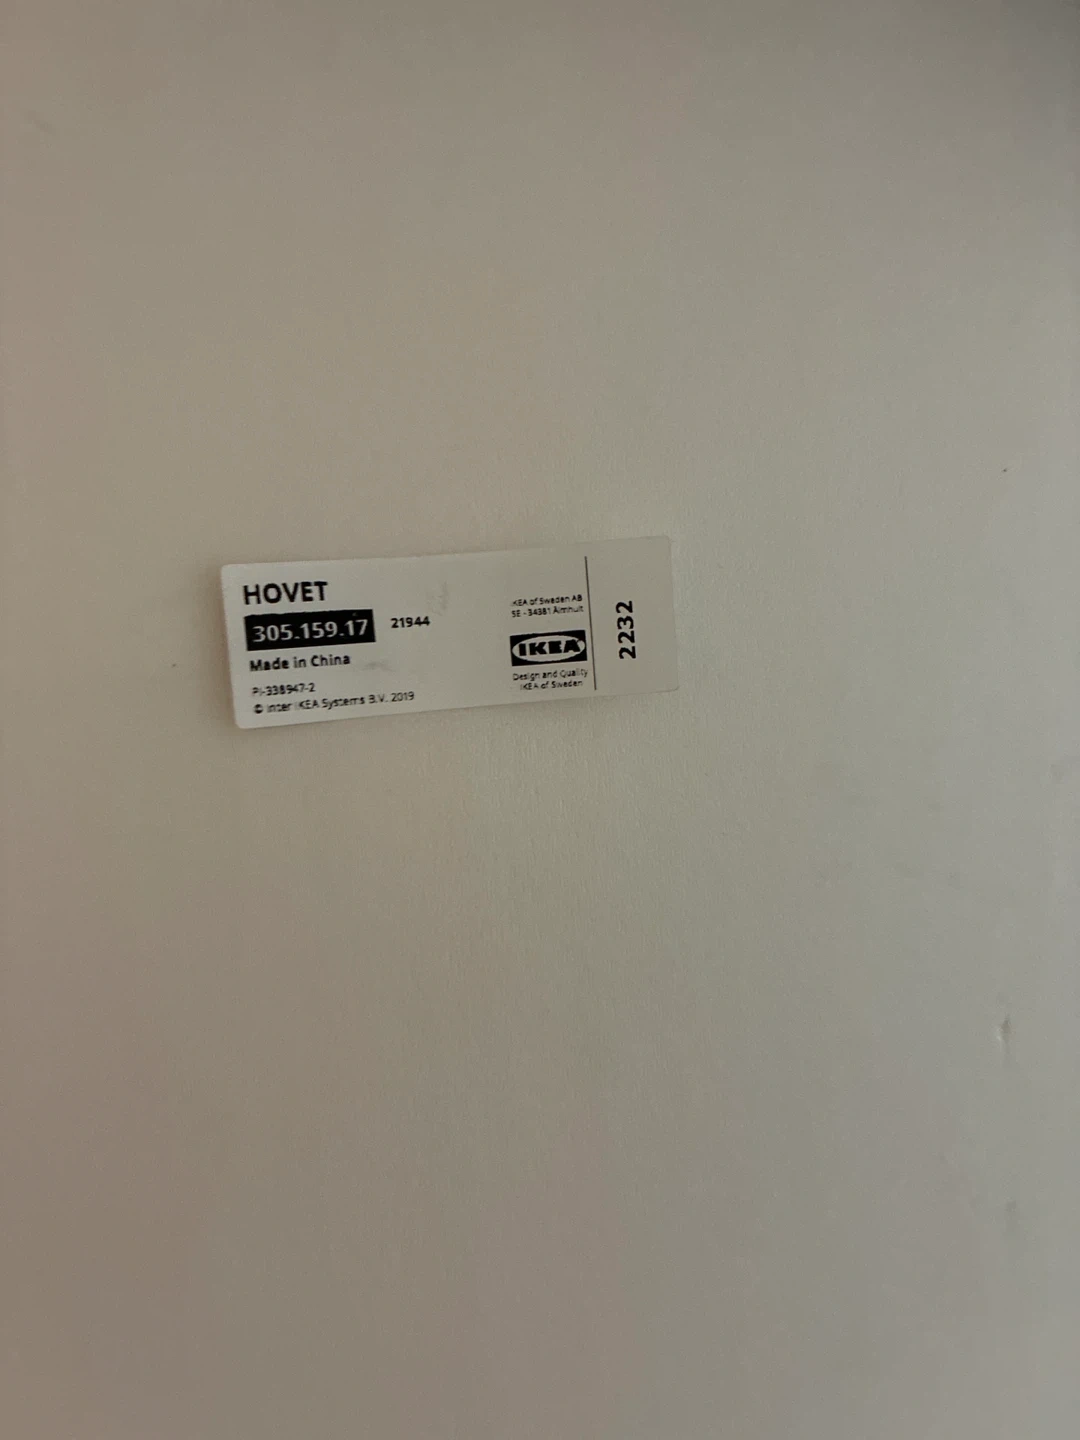 HOVET
305.159.17 21944
Made in China
PI-338947-2
© Inter IKEA Systems B.V. 2019
IKEA of Sweden AB
SE - 34381 Älmhult
IKEA
Design and Quality
IKEA of Sweden
2232